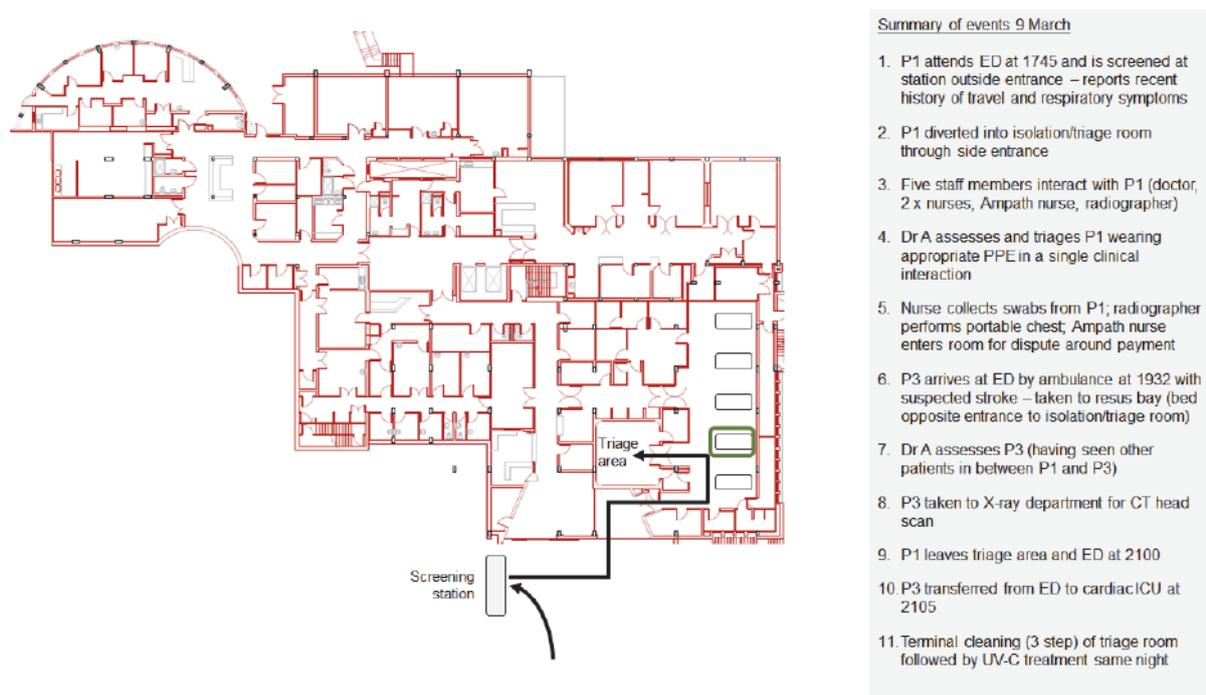 Triage
area
Screening
station
Summary of events 9 March
1. P1 attends ED at 1745 and is screened at
station outside entrance – reports recent
history of travel and respiratory symptoms
2. P1 diverted into isolation/triage room
through side entrance
3. Five staff members interact with P1 (doctor,
2 x nurses, Ampath nurse, radiographer)
4. Dr A assesses and triages P1 wearing
appropriate PPE in a single clinical
interaction
5. Nurse collects swabs from P1; radiographer
performs portable chest; Ampath nurse
enters room for dispute around payment
6. P3 arrives at ED by ambulance at 1932 with
suspected stroke – taken to resus bay (bed
opposite entrance to isolation/triage room)
7. Dr A assesses P3 (having seen other
patients in between P1 and P3)
8. P3 taken to X-ray department for CT head
scan
9. P1 leaves triage area and ED at 2100
10. P3 transferred from ED to cardiac ICU at
2105
11. Terminal cleaning (3 step) of triage room
followed by UV-C treatment same night